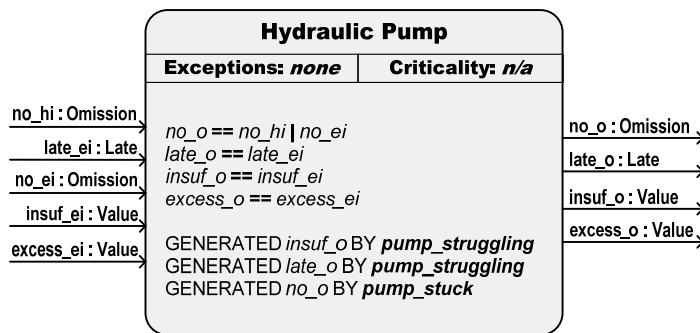 Hydraulic Pump
Exceptions: none Criticality: n/a
no_hi : Omission
late_ei : Late
no_ei : Omission
insuf_ei : Value
excess_ei : Value
no_o == no_hi | no_ei
late_o == late_ei
insuf_o == insuf_ei
excess_o == excess_ei
GENERATED insuf_o BY pump_struggling
GENERATED late_o BY pump_struggling
GENERATED no_o BY pump_stuck
no_o : Omission
late_o : Late
insuf_o : Value
excess_o : Value